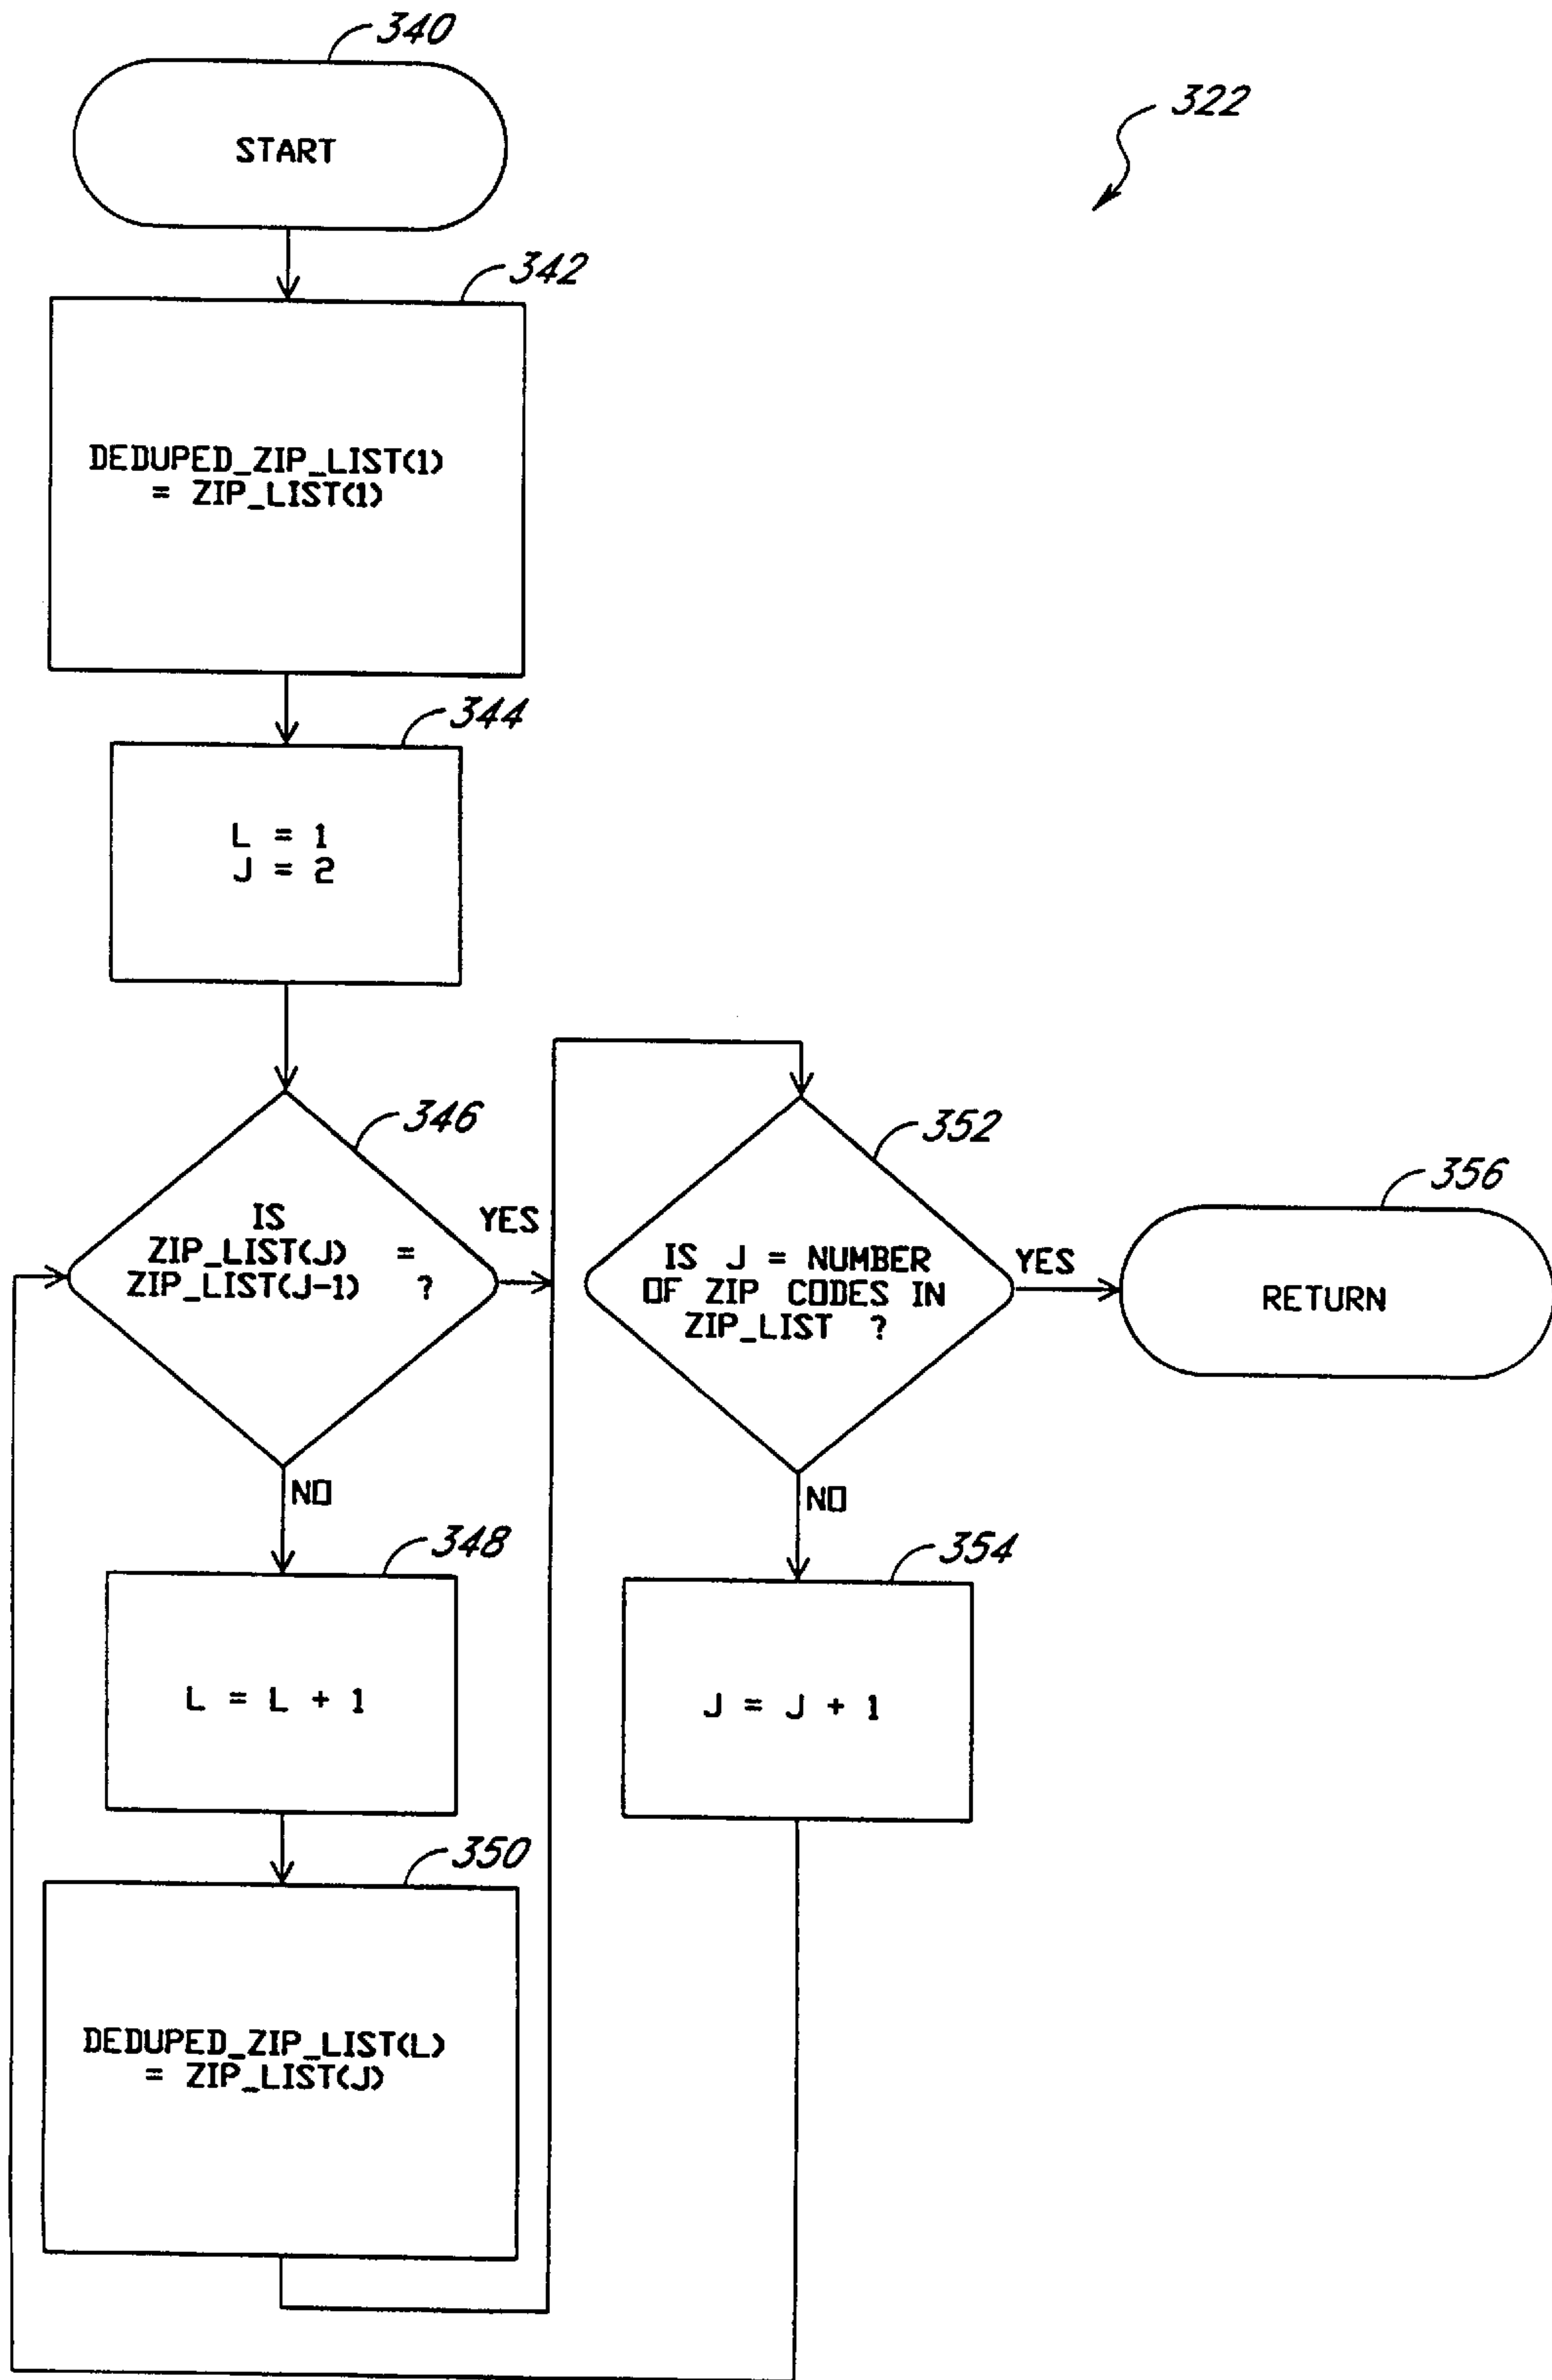 340
START
322
342
DEDUPED_ZIP_LIST(1)
= ZIP_LIST(1)
344
L = 1
J = 2
346
IS
ZIP_LIST(J) =
ZIP_LIST(J-1) ?
YES
NO
352
IS J = NUMBER
OF ZIP CODES IN
ZIP_LIST ?
YES
NO
356
RETURN
348
L = L + 1
354
J = J + 1
350
DEDUPED_ZIP_LIST(L)
= ZIP_LIST(J)